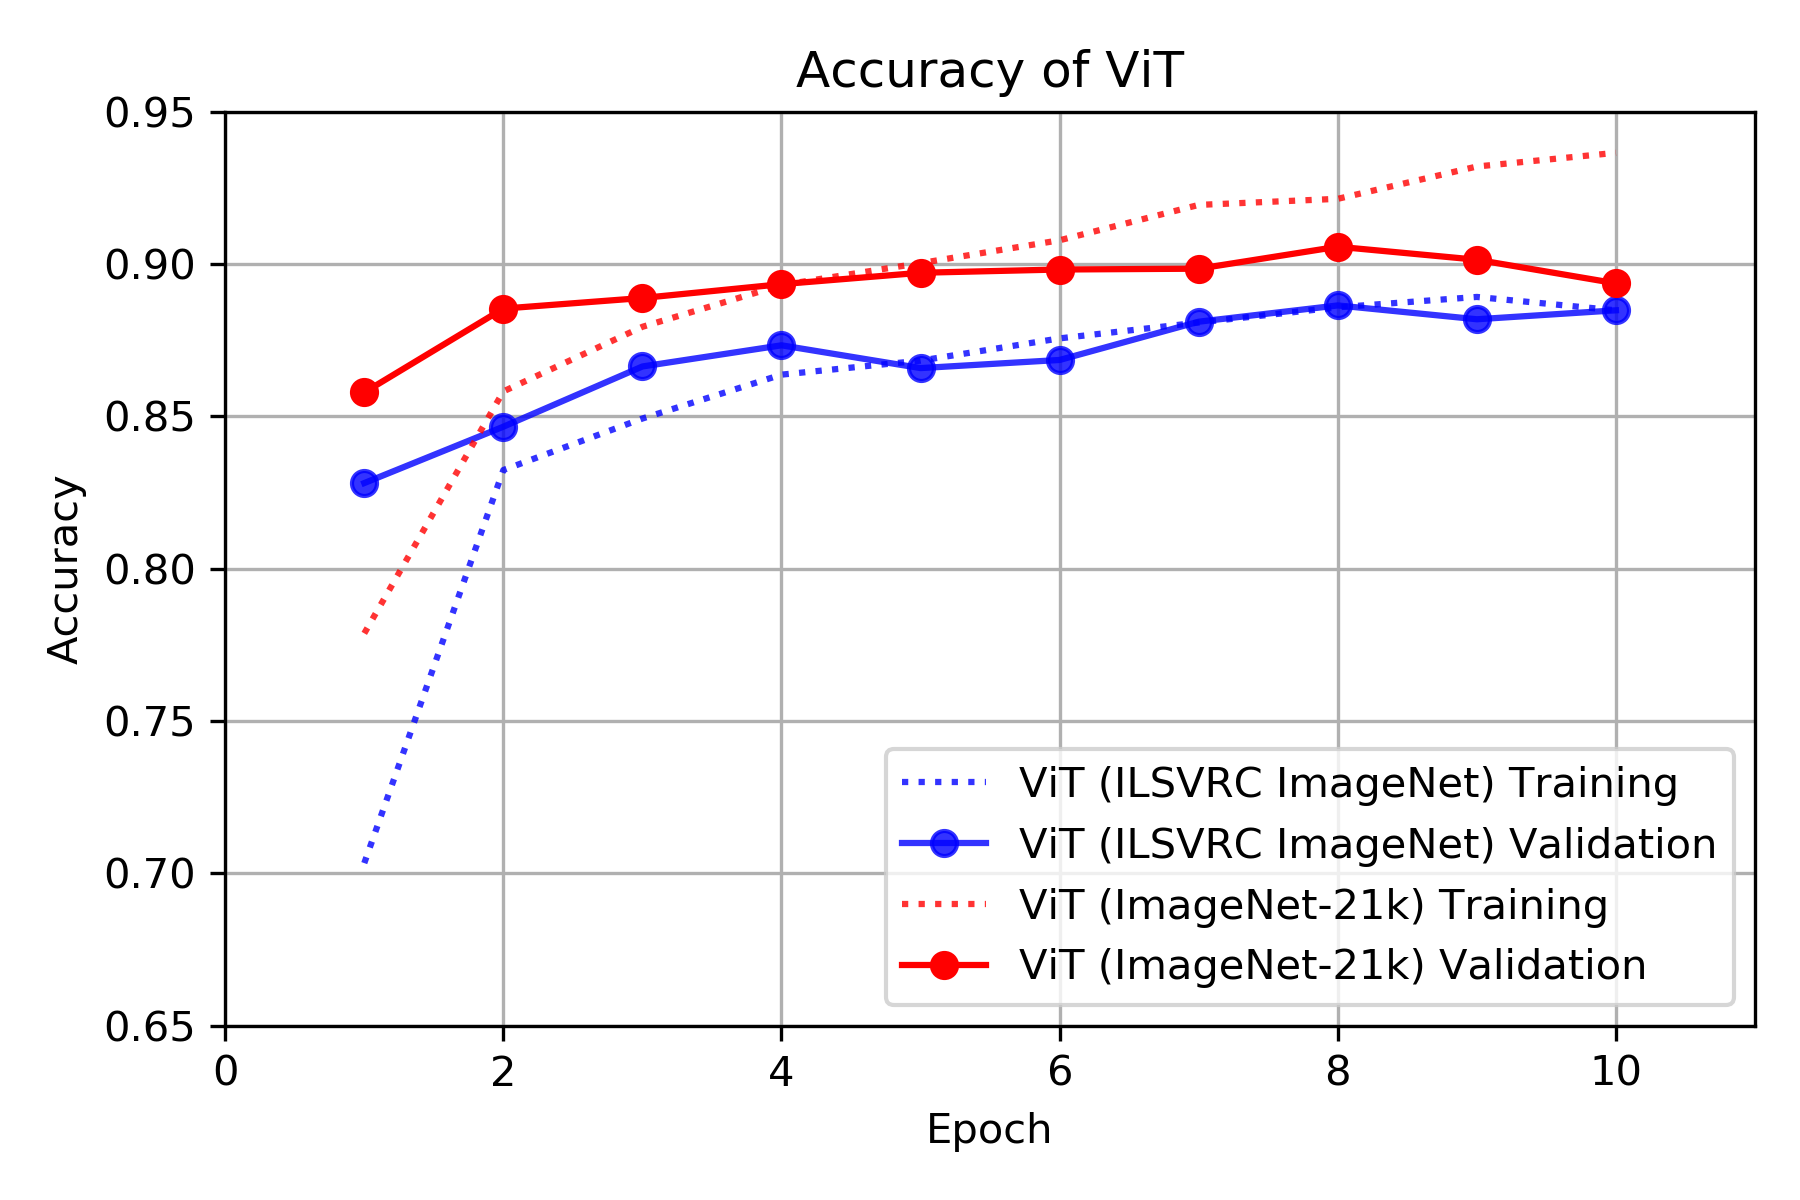 Accuracy of ViT
0.95
0.90
0.85
0.80
0.75
0.70
0.65
Accuracy
0 2 4 6 8 10
Epoch
ViT (ILSVRC ImageNet) Training
ViT (ILSVRC ImageNet) Validation
ViT (ImageNet-21k) Training
ViT (ImageNet-21k) Validation